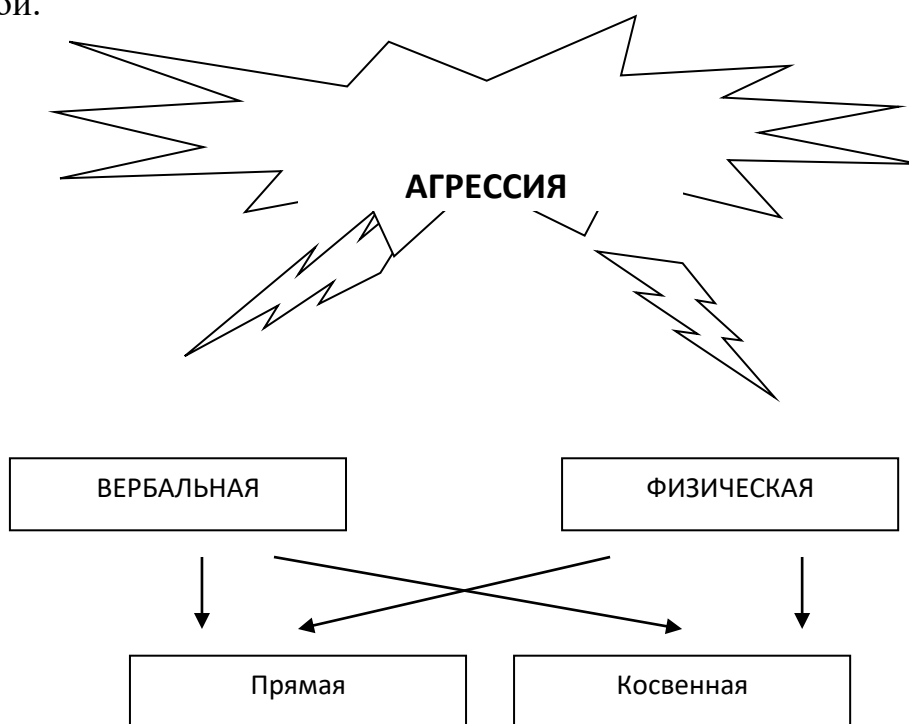 ой.
АГРЕССИЯ
ВЕРБАЛЬНАЯ
ФИЗИЧЕСКАЯ
Прямая
Косвенная